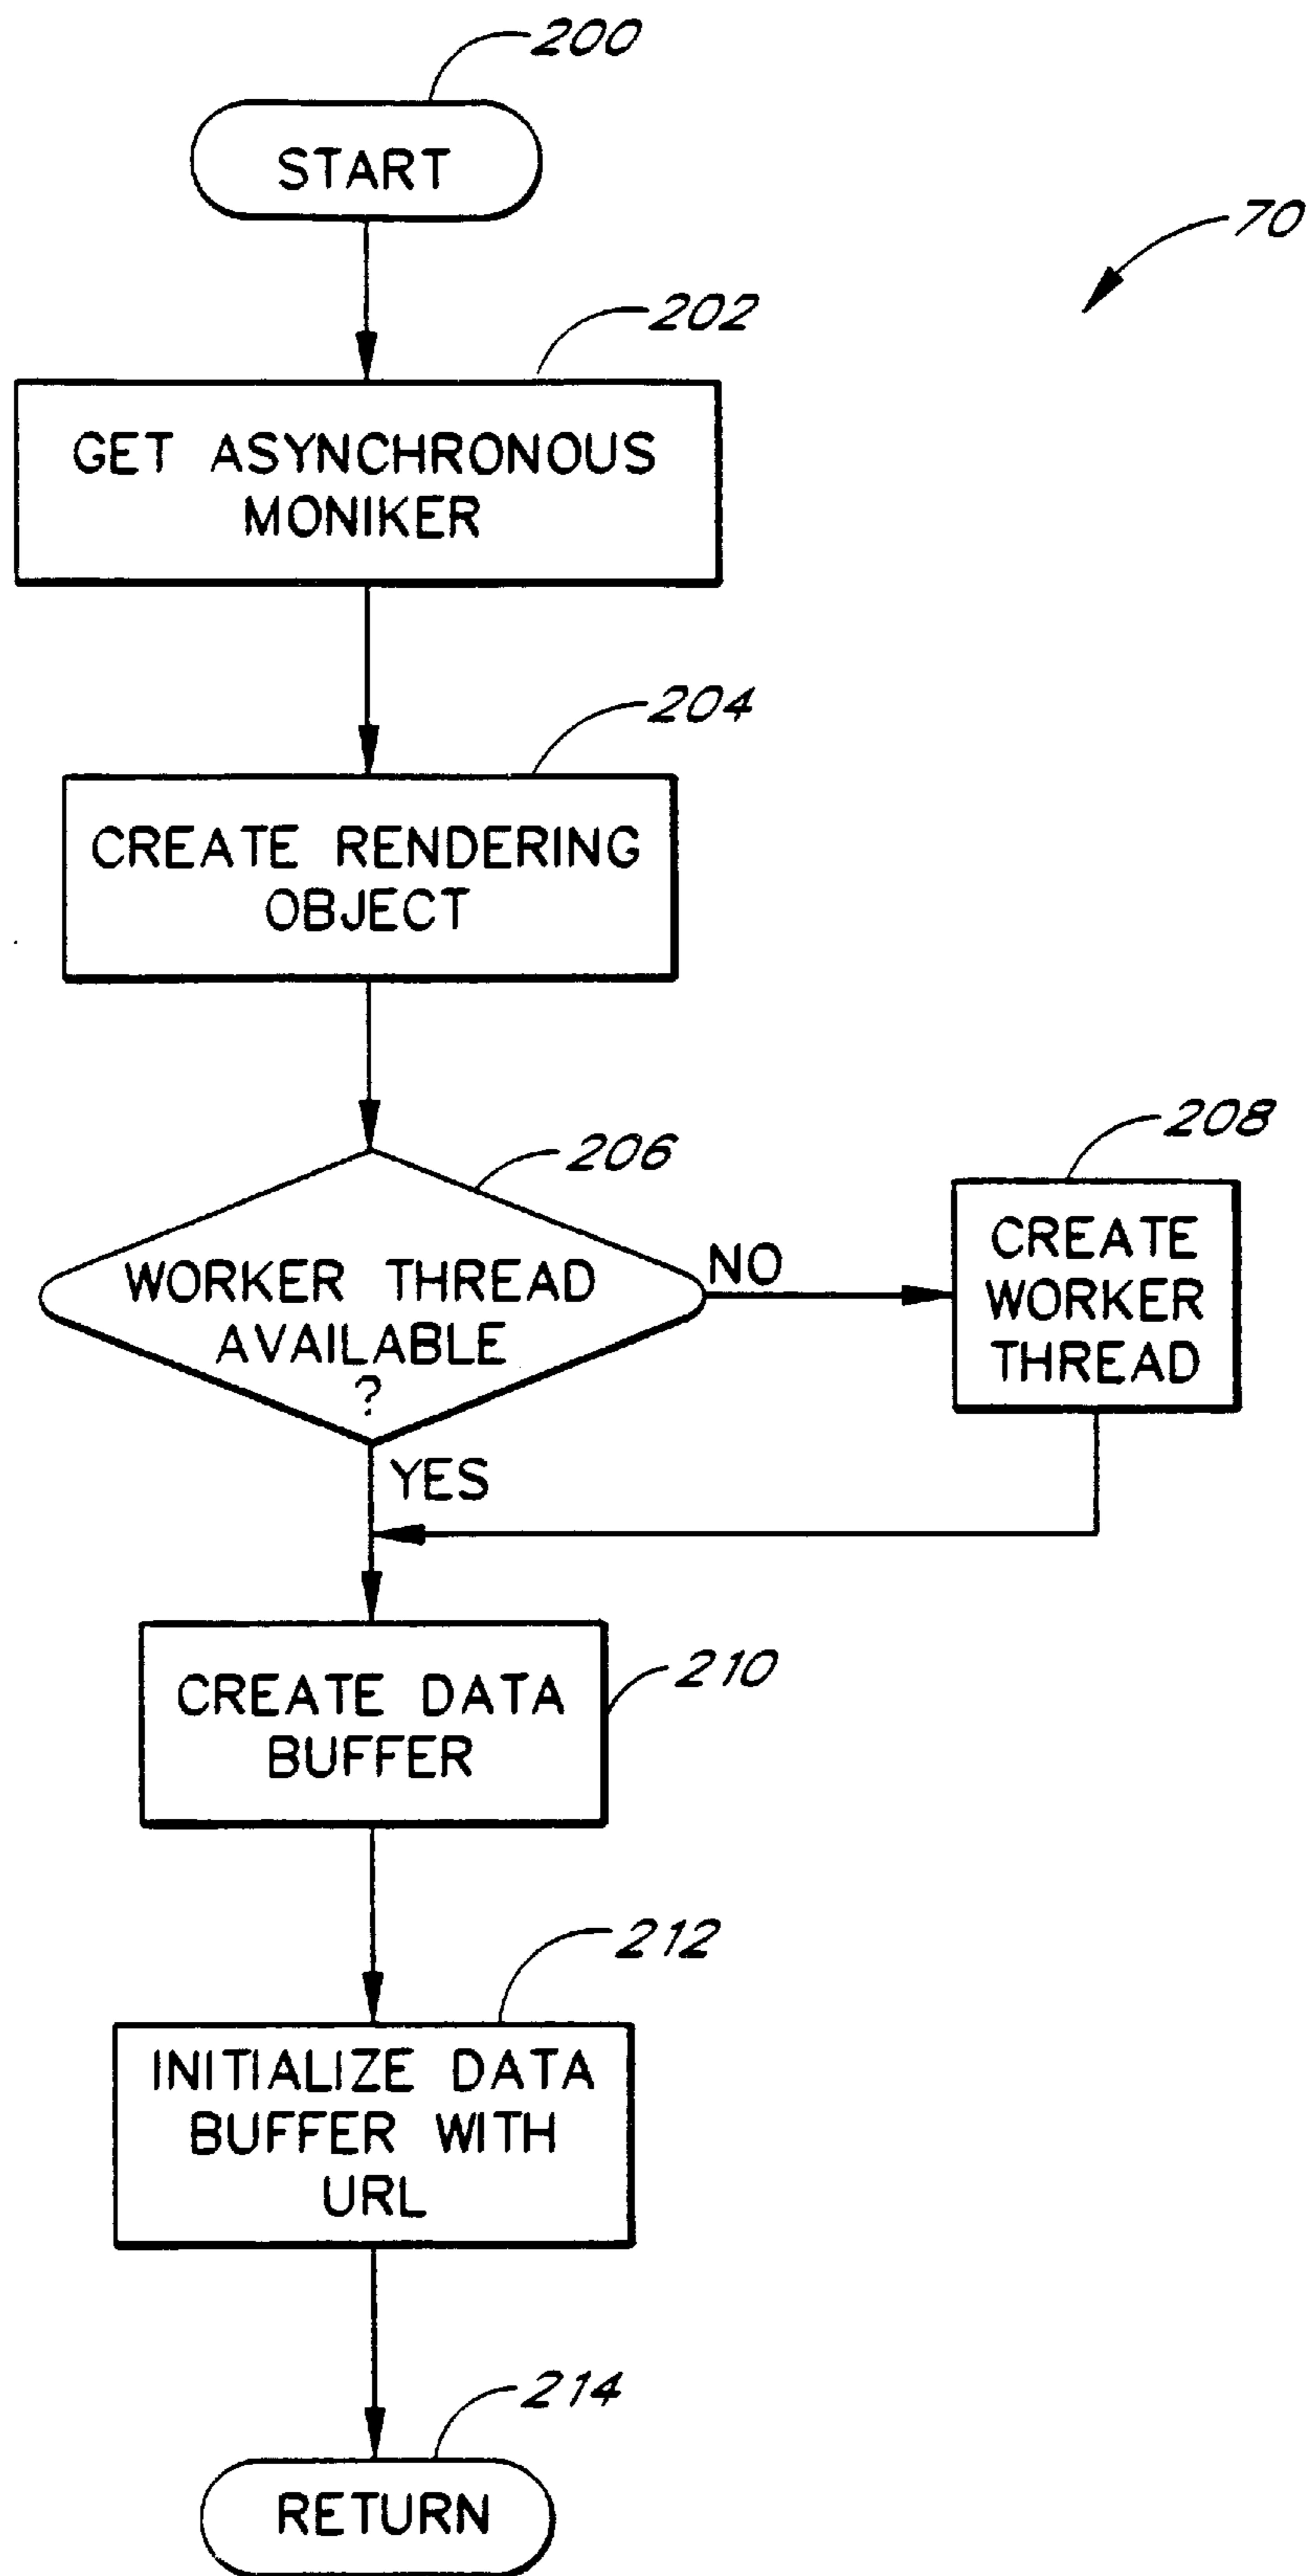 200
START
70
202
GET ASYNCHRONOUS
MONIKER
204
CREATE RENDERING
OBJECT
206
WORKER THREAD
AVAILABLE
?
NO
208
CREATE
WORKER
THREAD
YES
210
CREATE DATA
BUFFER
212
INITIALIZE DATA
BUFFER WITH
URL
214
RETURN